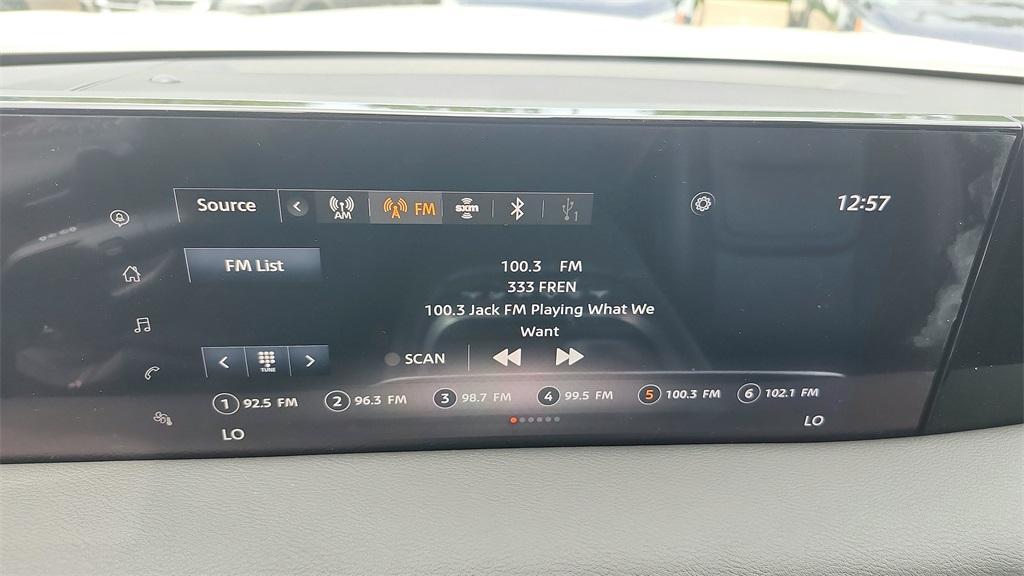 Source AM FM sxm 1 12:57
FM List
100.3 FM
333 FREN
100.3 Jack FM Playing What We
Want
TUNE SCAN
1 92.5 FM 2 96.3 FM 3 98.7 FM 4 99.5 FM 5 100.3 FM 6 102.1 FM
LO LO